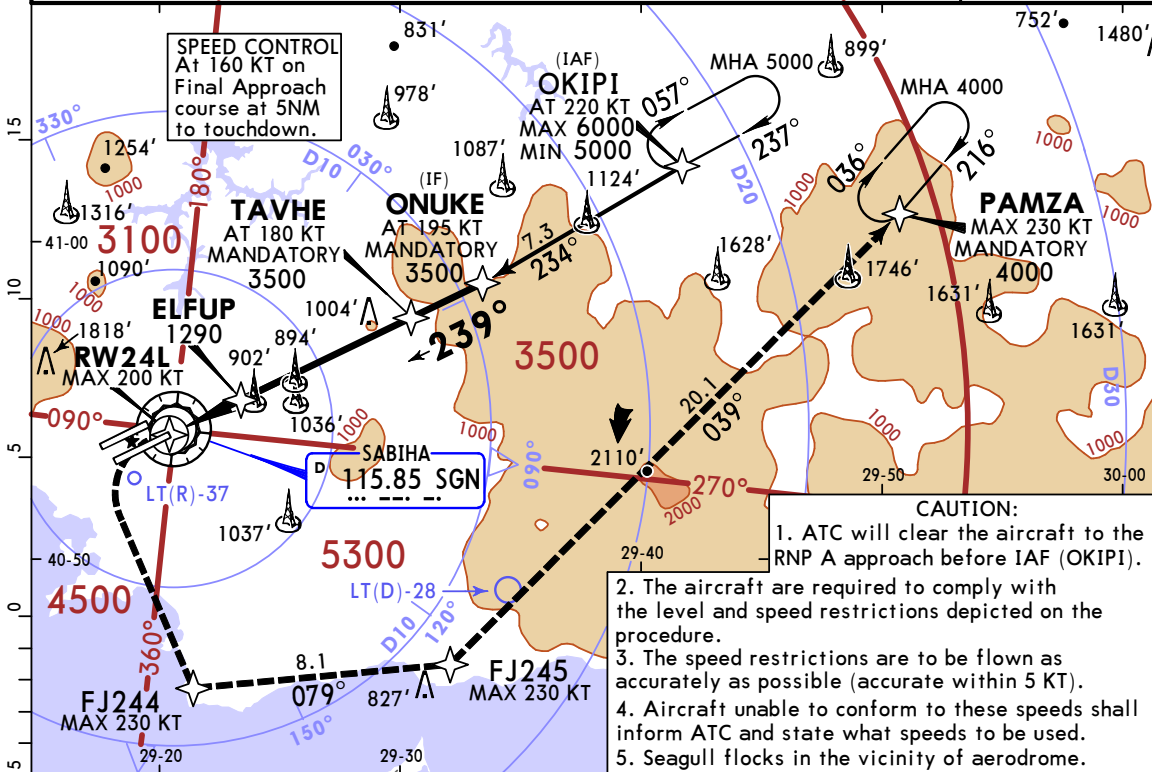 SPEED CONTROL
At 160 KT on
Final Approach
course at 5NM
to touchdown.
831'
978'
(IAF)
OKIPI
AT 220 KT
MAX 6000
MIN 5000
MHA 5000
057°
237°
899'
752'
1480'
MHA 4000
036°
216°
PAMZA
MAX 230 KT
MANDATORY
4000
15
330°
1254'
1000
1316'
41-00
3100
180°
D10
030°
1087'
1124'
D20
1000
1000
1000
TAVHE
AT 180 KT
MANDATORY
3500
(IF)
ONUKE
AT 195 KT
MANDATORY
3500
7.3
234°
1628'
1746'
1631'
1631'
1090'
1000
10
1000
1818'
ELFUP
1290
1004'
894'
902'
239°
3500
RW24L
MAX 200 KT
D30
20.1
039°
090°
1036'
1000
1000
1000
1000
5
SABIHA
D
115.85 SGN
090°
2110'
270°
2000
29-50
30-00
LT(R)-37
1037'
5300
40-50
4500
29-40
LT(D)-28
0
D10
120°
360°
8.1
079°
FJ245
MAX 230 KT
827'
FJ244
MAX 230 KT
150°
29-20
29-30
5
CAUTION:
1. ATC will clear the aircraft to the
RNP A approach before IAF (OKIPI).
2. The aircraft are required to comply with
the level and speed restrictions depicted on the
procedure.
3. The speed restrictions are to be flown as
accurately as possible (accurate within 5 KT).
4. Aircraft unable to conform to these speeds shall
inform ATC and state what speeds to be used.
5. Seagull flocks in the vicinity of aerodrome.